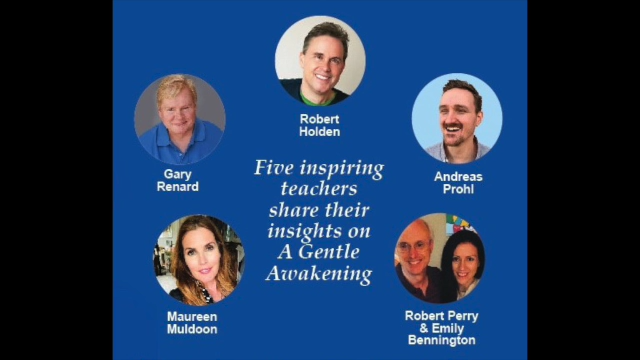 Robert
Holden
Gary
Renard
Andreas
Prohl
Five inspiring
teachers
share their
insights on
A Gentle
Awakening
Maureen
Muldoon
Robert Perry
& Emily
Bennington